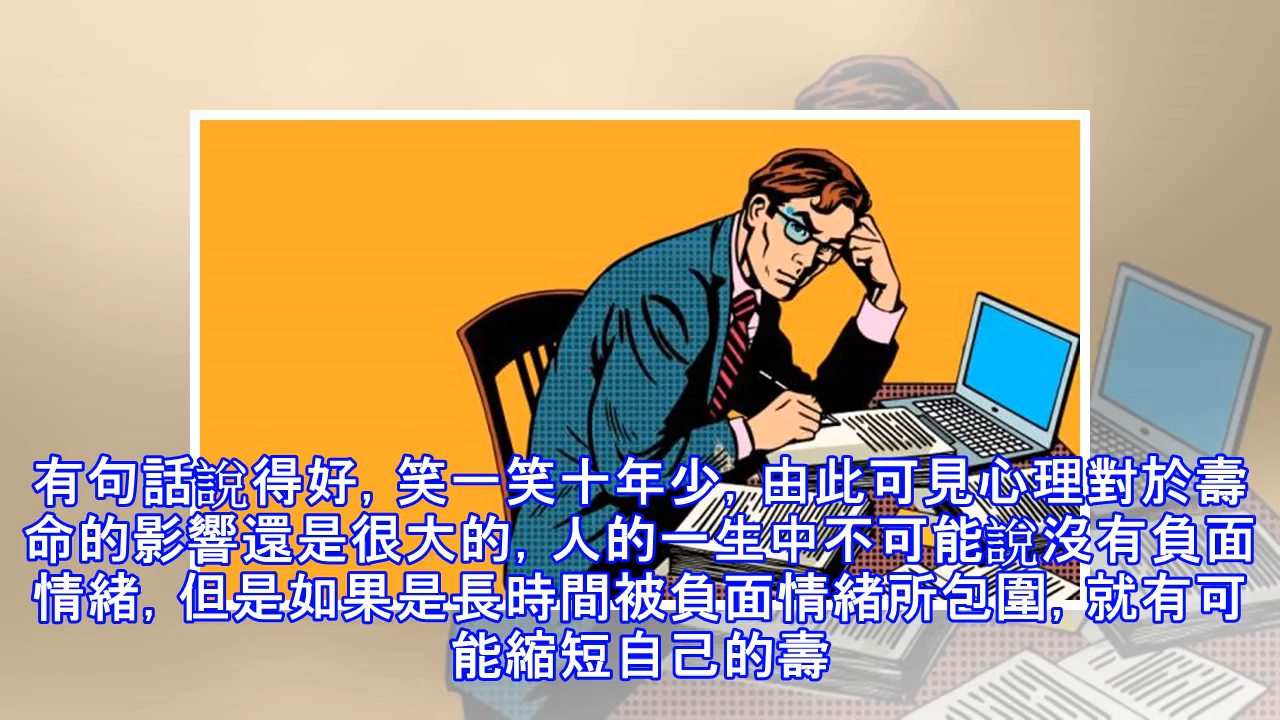 有句話說得好, 笑一笑十年少, 由此可見心理對於壽
命的影響還是很大的, 人的一生中不可能說沒有負面
情緒, 但是如果是長時間被負面情緒所包圍, 就有可
能縮短自己的壽